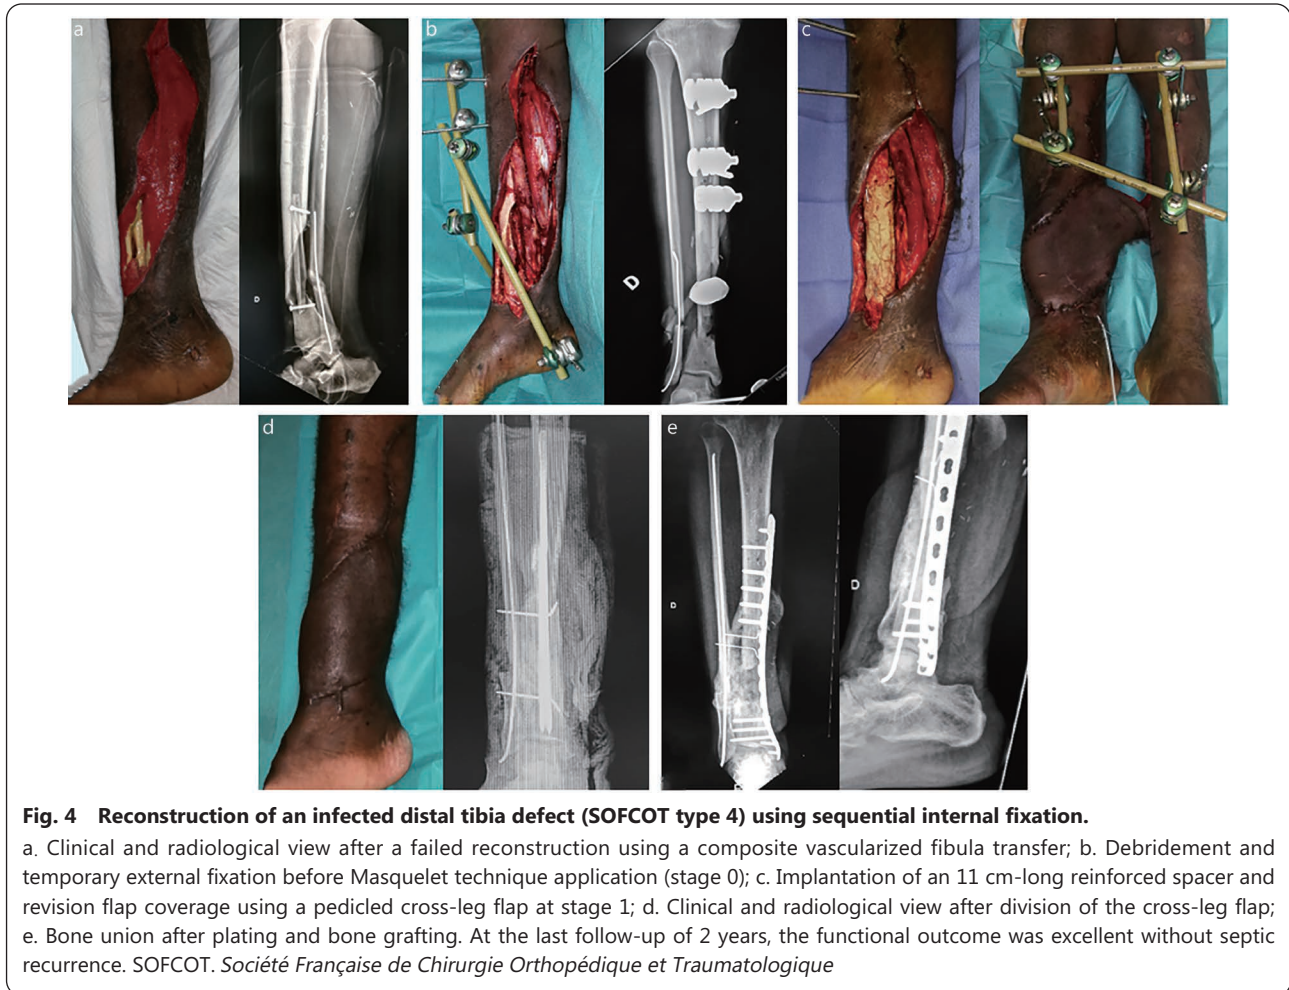 a
b
c
D
D
d
e
D
D
Fig. 4 Reconstruction of an infected distal tibia defect (SOFCOT type 4) using sequential internal fixation.
a. Clinical and radiological view after a failed reconstruction using a composite vascularized fibula transfer; b. Debridement and
temporary external fixation before Masquelet technique application (stage 0); c. Implantation of an 11 cm-long reinforced spacer and
revision flap coverage using a pedicled cross-leg flap at stage 1; d. Clinical and radiological view after division of the cross-leg flap;
e. Bone union after plating and bone grafting. At the last follow-up of 2 years, the functional outcome was excellent without septic
recurrence. SOFCOT. Société Française de Chirurgie Orthopédique et Traumatologique